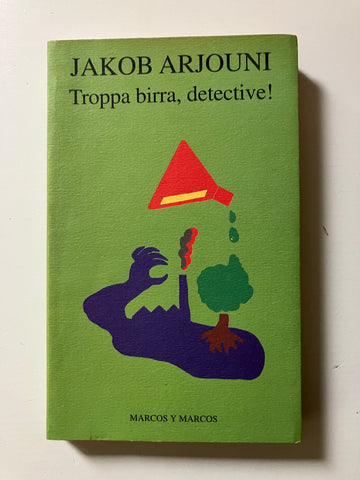 JAKOB ARJOUNI
Troppa birra, detective!
MARCOS Y MARCOS